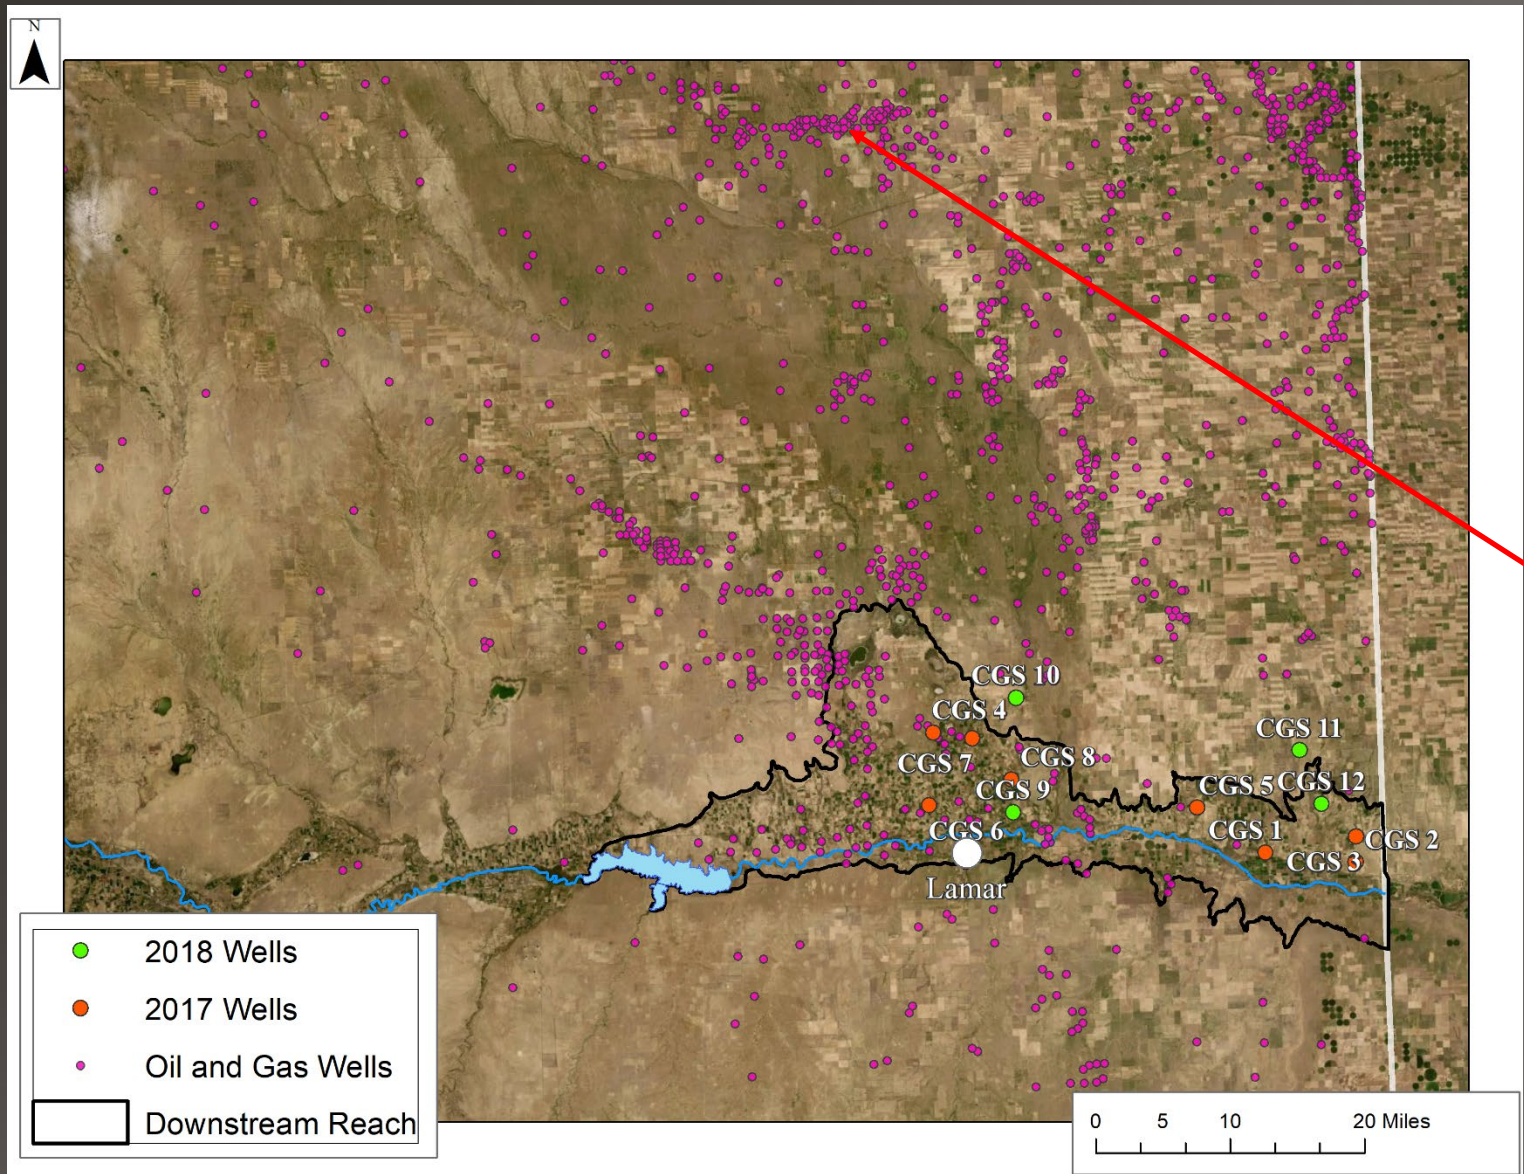 N
CGS 10
CGS 4
CGS 11
CGS 7
CGS 8
CGS 9
CGS 5
CGS 12
CGS 6
CGS 1
CGS 2
CGS 3
Lamar
2018 Wells
2017 Wells
Oil and Gas Wells
Downstream Reach
0 5 10 20 Miles